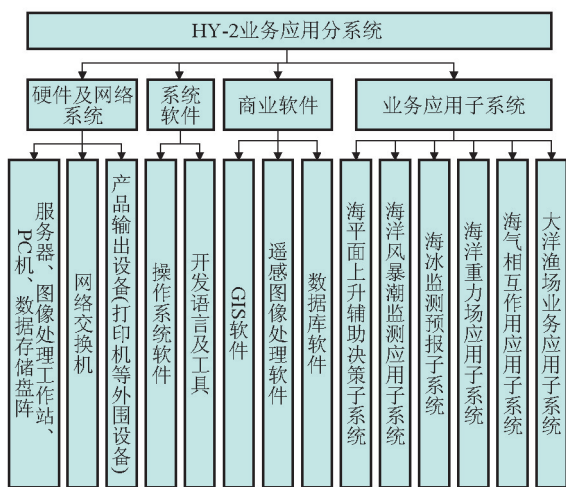 HY-2业务应用分系统
硬件及网络
系统
系统
软件
商业软件
业务应用子系统
服务器、图像处理工作站、
PC机、数据存储盘阵
网络交换机
产品输出设备(打印机等外围设备)
操作系统软件
开发语言及工具
GIS软件
遥感图像处理软件
数据库软件
海平面上升辅助决策子系统
海洋风暴潮监测应用子系统
海冰监测预报子系统
海洋重力场应用子系统
海气相互作用应用子系统
大洋渔场业务应用子系统